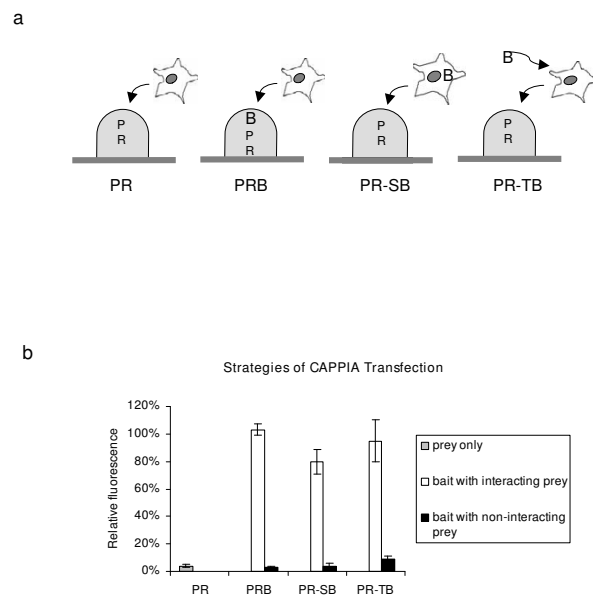 a
B
B
P
R
B
P
R
P
R
P
R
PR
PRB
PR-SB
PR-TB
b
Strategies of CAPPIA Transfection
Relative fluorescence
120%
100%
80%
60%
40%
20%
0%
PR
PRB
PR-SB
PR-TB
prey only
bait with interacting prey
bait with non-interacting
prey